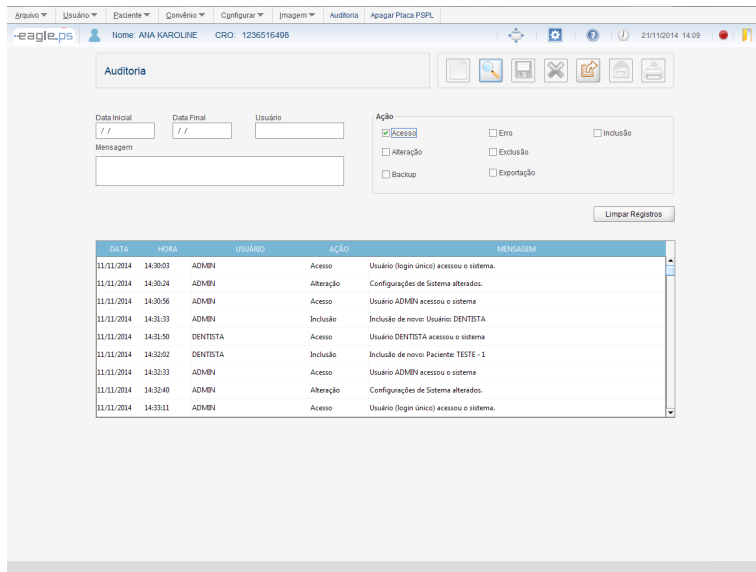 Arquivo Usuário Paciente Convênio Configurar Imagem Auditoria Apagar Placa PSPL
eagle.ps Nome: ANA KAROLINE CRO: 1236516498 21/11/2014 14:09
Auditoria
Data Inicial Data Final Usuário
/ / / /
Mensagem
Ação
Acesso Erro Inclusão
Alteração Exclusão
Backup Exportação
Limpar Registros
DATA HORA USUÁRIO AÇÃO MENSAGEM
11/11/2014 14:30:03 ADMIN Acesso Usuário (login único) acessou o sistema.
11/11/2014 14:30:24 ADMIN Alteração Configurações de Sistema alterados.
11/11/2014 14:30:56 ADMIN Acesso Usuário ADMIN acessou o sistema
11/11/2014 14:31:33 ADMIN Inclusão Inclusão de novo: Usuário: DENTISTA
11/11/2014 14:31:50 DENTISTA Acesso Usuário DENTISTA acessou o sistema
11/11/2014 14:32:02 DENTISTA Inclusão Inclusão de novo: Paciente: TESTE - 1
11/11/2014 14:32:33 ADMIN Acesso Usuário ADMIN acessou o sistema
11/11/2014 14:32:40 ADMIN Alteração Configurações de Sistema alterados.
11/11/2014 14:33:11 ADMIN Acesso Usuário (login único) acessou o sistema.